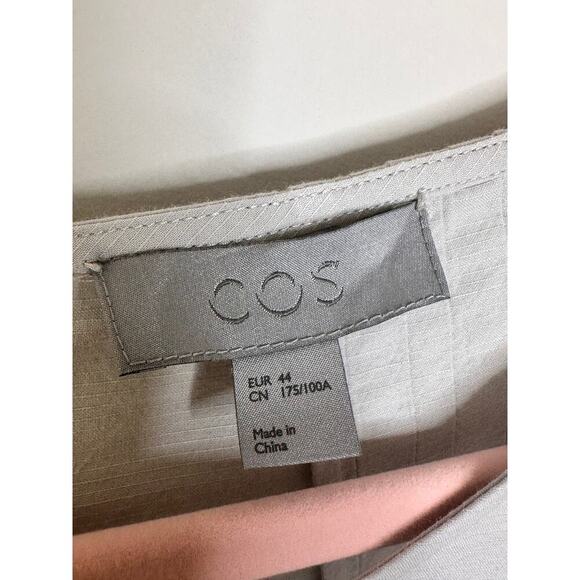 COS
EUR 44
CN 175/100A
Made in
China